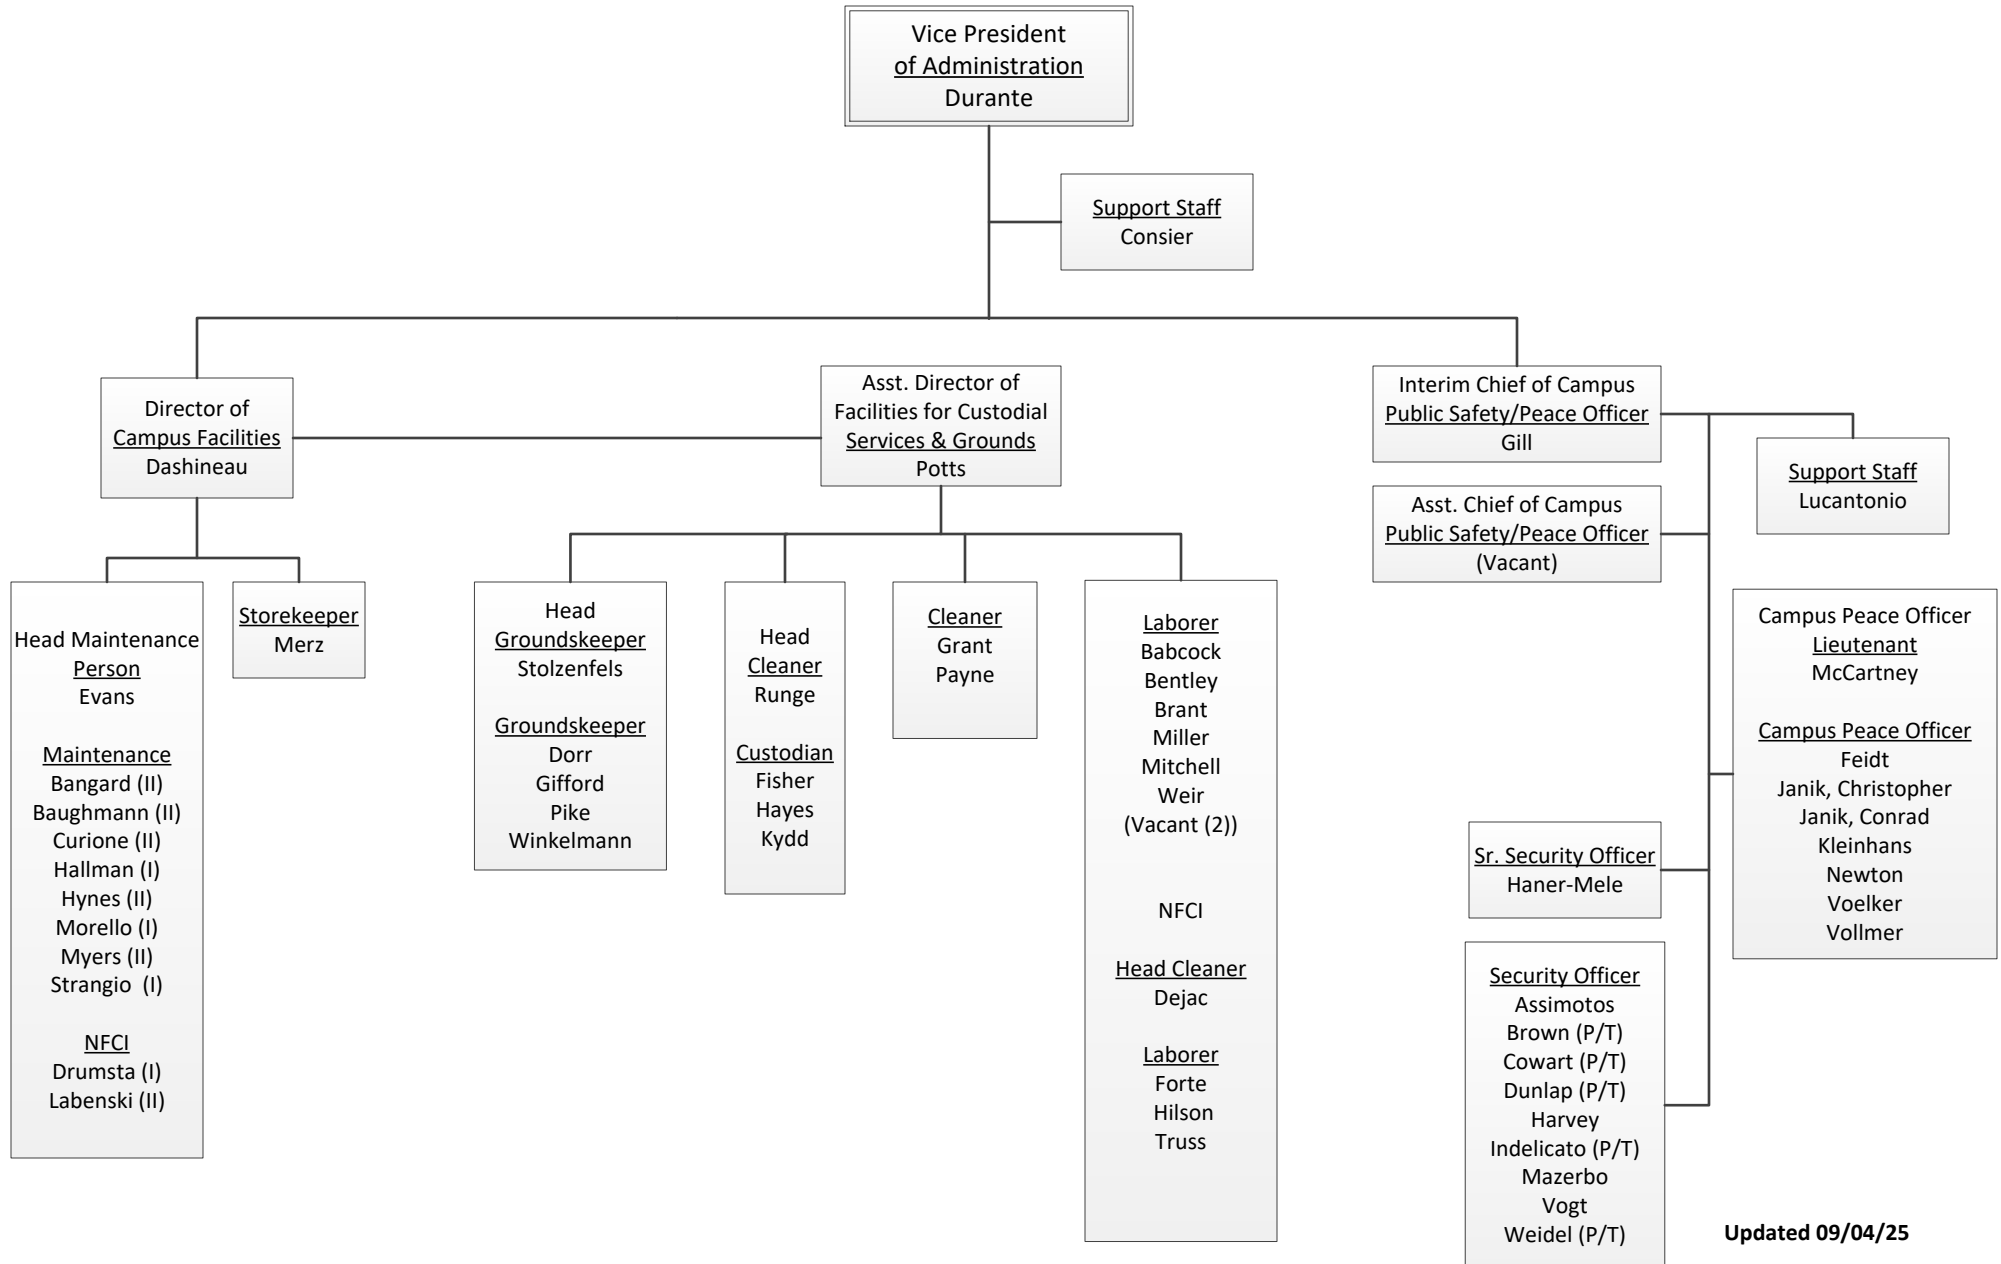 Vice President
of Administration
Durante
Support Staff
Consier
Director of
Campus Facilities
Dashineau
Asst. Director of
Facilities for Custodial
Services & Grounds
Potts
Interim Chief of Campus
Public Safety/Peace Officer
Gill
Support Staff
Lucantonio
Asst. Chief of Campus
Public Safety/Peace Officer
(Vacant)
Head Maintenance
Person
Evans
Maintenance
Bangard (II)
Baughmann (II)
Curione (II)
Hallman (I)
Hynes (II)
Morello (I)
Myers (II)
Strangio (I)
NFCI
Drumsta (I)
Labenski (II)
Storekeeper
Merz
Head
Groundskeeper
Stolzenfels
Groundskeeper
Dorr
Gifford
Pike
Winkelmann
Head
Cleaner
Runge
Custodian
Fisher
Hayes
Kydd
Cleaner
Grant
Payne
Laborer
Babcock
Bentley
Brant
Miller
Mitchell
Weir
(Vacant (2))
NFCI
Head Cleaner
Dejac
Laborer
Forte
Hilson
Truss
Campus Peace Officer
Lieutenant
McCartney
Campus Peace Officer
Feidt
Janik, Christopher
Janik, Conrad
Kleinhans
Newton
Voelker
Vollmer
Sr. Security Officer
Haner-Mele
Security Officer
Assimotos
Brown (P/T)
Cowart (P/T)
Dunlap (P/T)
Harvey
Indelicato (P/T)
Mazerbo
Vogt
Weidel (P/T)
Updated 09/04/25